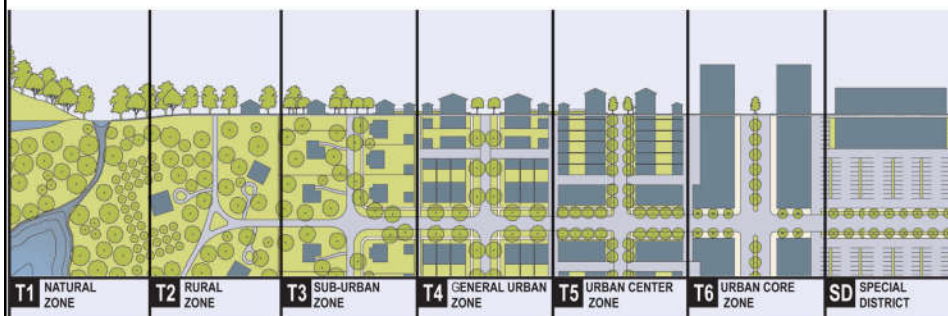 T1 NATURAL
ZONE
T2 RURAL
ZONE
T3 SUB-URBAN
ZONE
T4 GENERAL URBAN
ZONE
T5 URBAN CENTER
ZONE
T6 URBAN CORE
ZONE
SD SPECIAL
DISTRICT